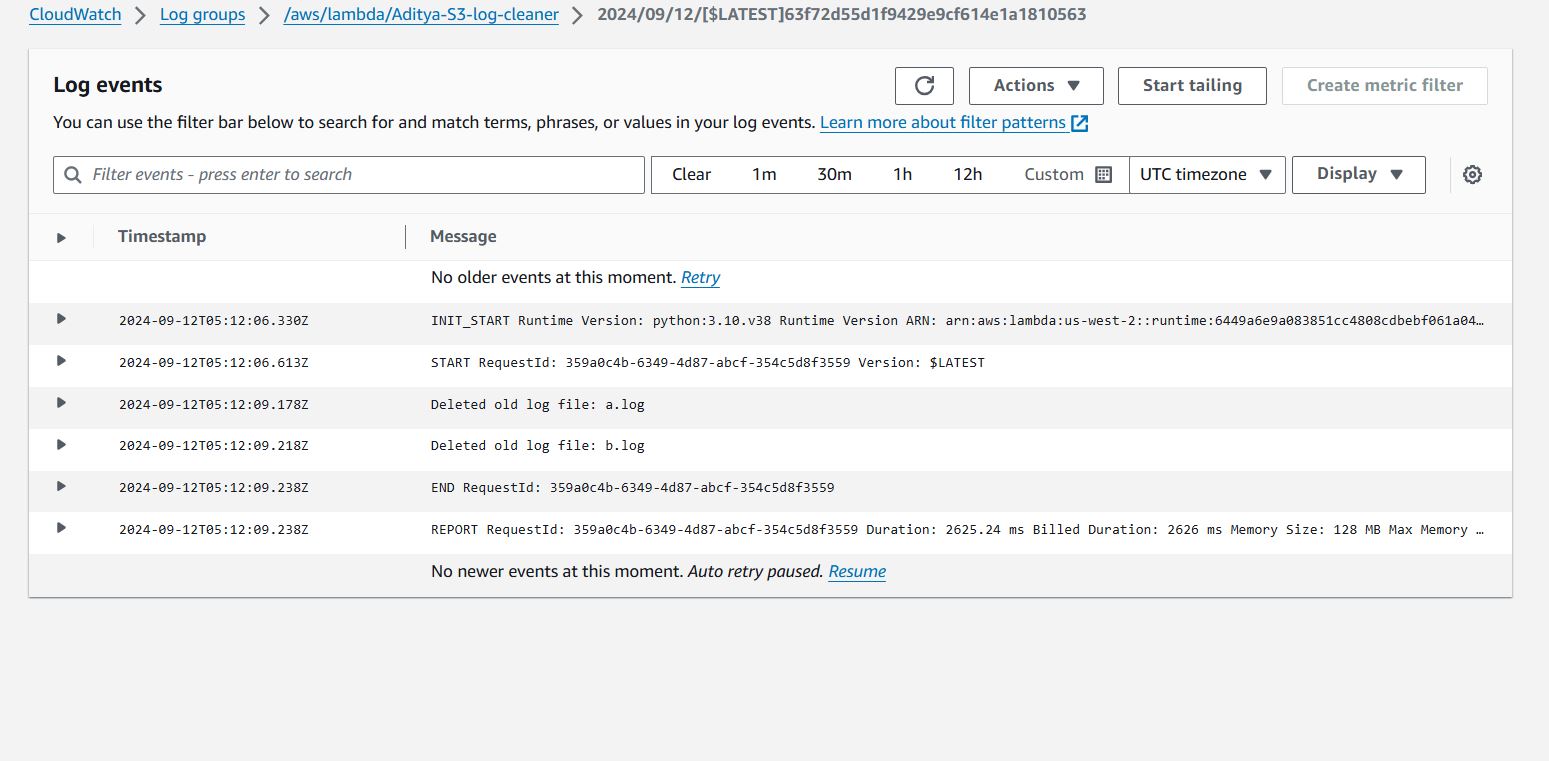 CloudWatch > Log groups > /aws/lambda/Aditya-S3-log-cleaner > 2024/09/12/[$LATEST]63f72d55d1f9429e9cf614e1a1810563
Log events
Actions
Start tailing
Create metric filter
You can use the filter bar below to search for and match terms, phrases, or values in your log events. Learn more about filter patterns
Filter events - press enter to search
Clear 1m 30m 1h 12h Custom UTC timezone Display
Timestamp Message
No older events at this moment. Retry
2024-09-12T05:12:06.330Z INIT_START Runtime Version: python:3.10.v38 Runtime Version ARN: arn:aws:lambda:us-west-2::runtime:6449a6e9a083851cc4808cdbebf061a04…
2024-09-12T05:12:06.613Z START RequestId: 359a0c4b-6349-4d87-abcf-354c5d8f3559 Version: $LATEST
2024-09-12T05:12:09.178Z Deleted old log file: a.log
2024-09-12T05:12:09.218Z Deleted old log file: b.log
2024-09-12T05:12:09.238Z END RequestId: 359a0c4b-6349-4d87-abcf-354c5d8f3559
2024-09-12T05:12:09.238Z REPORT RequestId: 359a0c4b-6349-4d87-abcf-354c5d8f3559 Duration: 2625.24 ms Billed Duration: 2626 ms Memory Size: 128 MB Max Memory …
No newer events at this moment. Auto retry paused. Resume